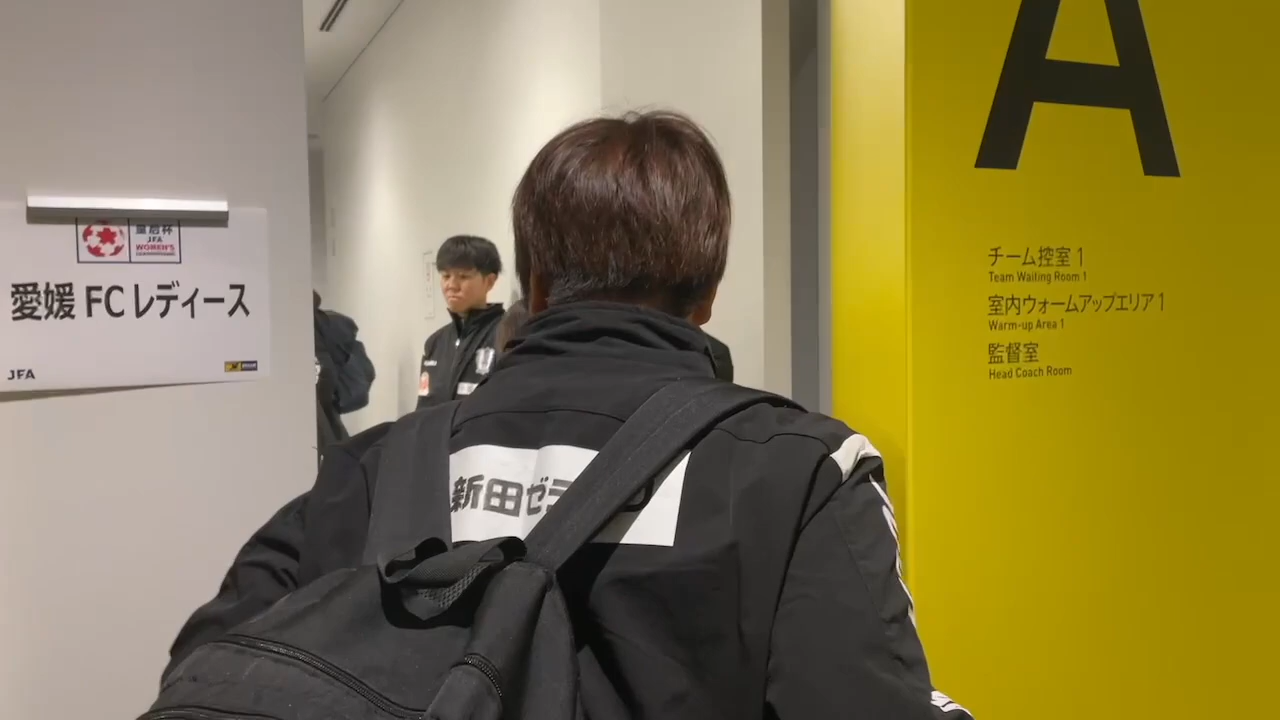 皇后杯
JFA
WOMEN'S
愛媛FCレディース
JFA
新田ゼ
A
チーム控室 1
Team Waiting Room 1
室内ウォームアップエリア 1
Warm-up Area 1
監督室
Head Coach Room